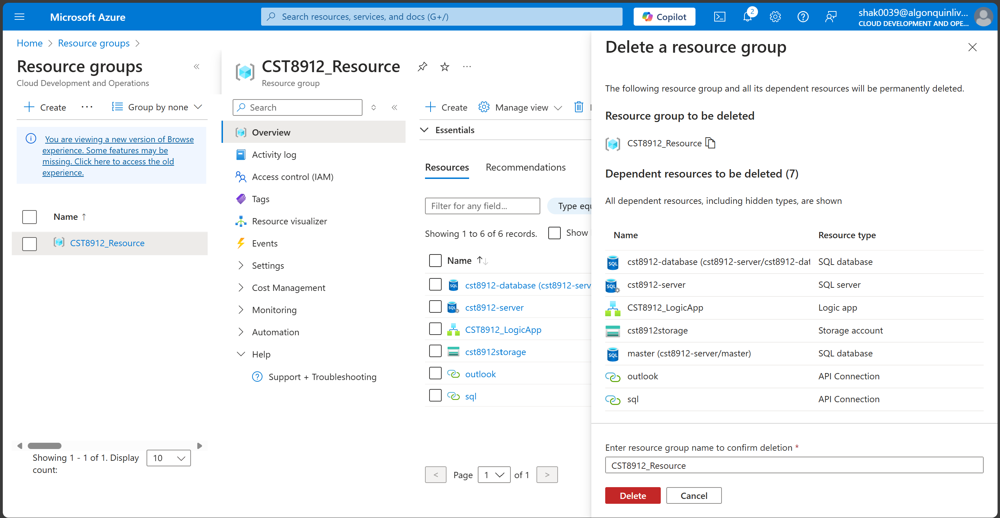 Microsoft Azure
Search resources, services, and docs (G+/)
Copilot
2
shak0039@algonquinliv...
CLOUD DEVELOPMENT AND OPE...
Home > Resource groups >
Resource groups
Cloud Development and Operations
Create
Group by none
You are viewing a new version of Browse
experience. Some features may be
missing. Click here to access the old
experience.
Name ↑
CST8912_Resource
Showing 1 - 1 of 1. Display
count:
10
CST8912_Resource
Resource group
Search
Overview
Activity log
Access control (IAM)
Tags
Resource visualizer
Events
Settings
Cost Management
Monitoring
Automation
Help
Support + Troubleshooting
Create
Manage view
Essentials
Resources
Recommendations
Filter for any field...
Type equ
Showing 1 to 6 of 6 records.
Show
Name ↑↓
cst8912-database (cst8912-serv
cst8912-server
CST8912_LogicApp
cst8912storage
outlook
sql
< Page 1 of 1 >
Delete a resource group
The following resource group and all its dependent resources will be permanently deleted.
Resource group to be deleted
CST8912_Resource
Dependent resources to be deleted (7)
All dependent resources, including hidden types, are shown
Name Resource type
cst8912-database (cst8912-server/cst8912-dat SQL database
cst8912-server SQL server
CST8912_LogicApp Logic app
cst8912storage Storage account
master (cst8912-server/master) SQL database
outlook API Connection
sql API Connection
Enter resource group name to confirm deletion *
CST8912_Resource
Delete
Cancel